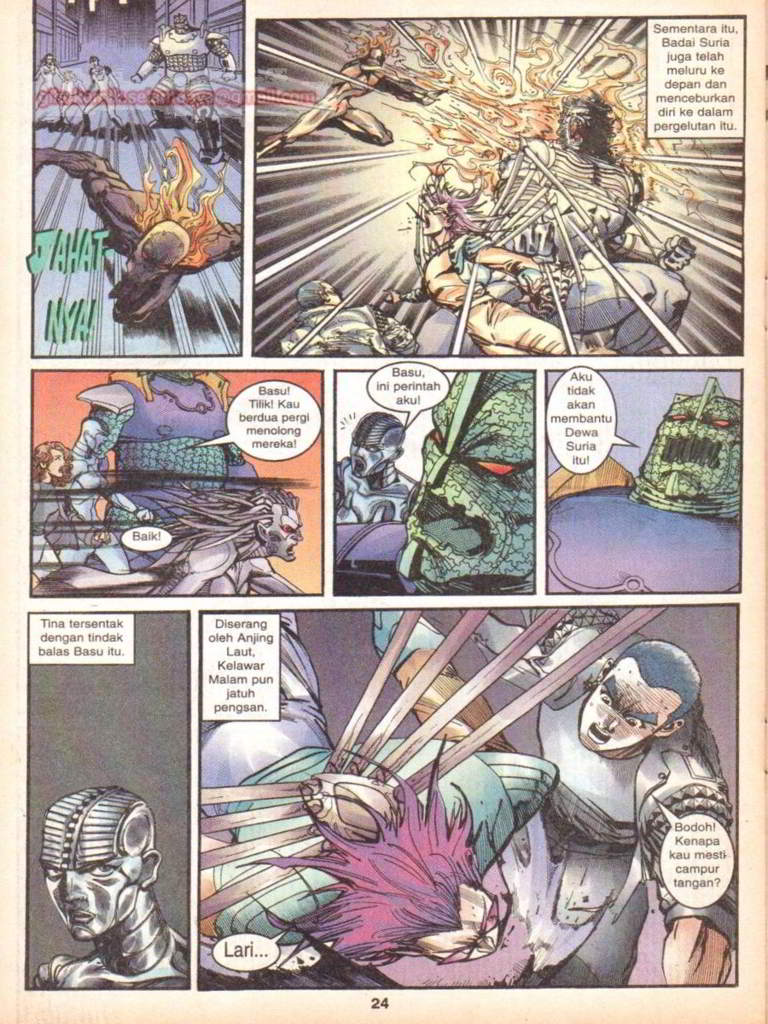 JAHAT
NYA!
Sementara itu,
Badai Suria
juga telah
meluru ke
depan dan
menceburkan
diri ke dalam
pergelutan itu.
Basu!
Tilik! Kau
berdua pergi
menolong
mereka!
Baik!
Basu,
ini perintah
aku!
Aku
tidak
akan
membantu
Dewa
Suria
itu!
Tina tersentak
dengan tindak
balas Basu itu.
Diserang
oleh Anjing
Laut,
Kelawar
Malam pun
jatuh
pengsan.
Bodoh!
Kenapa
kau mesti
campur
tangan?
Lari...
24